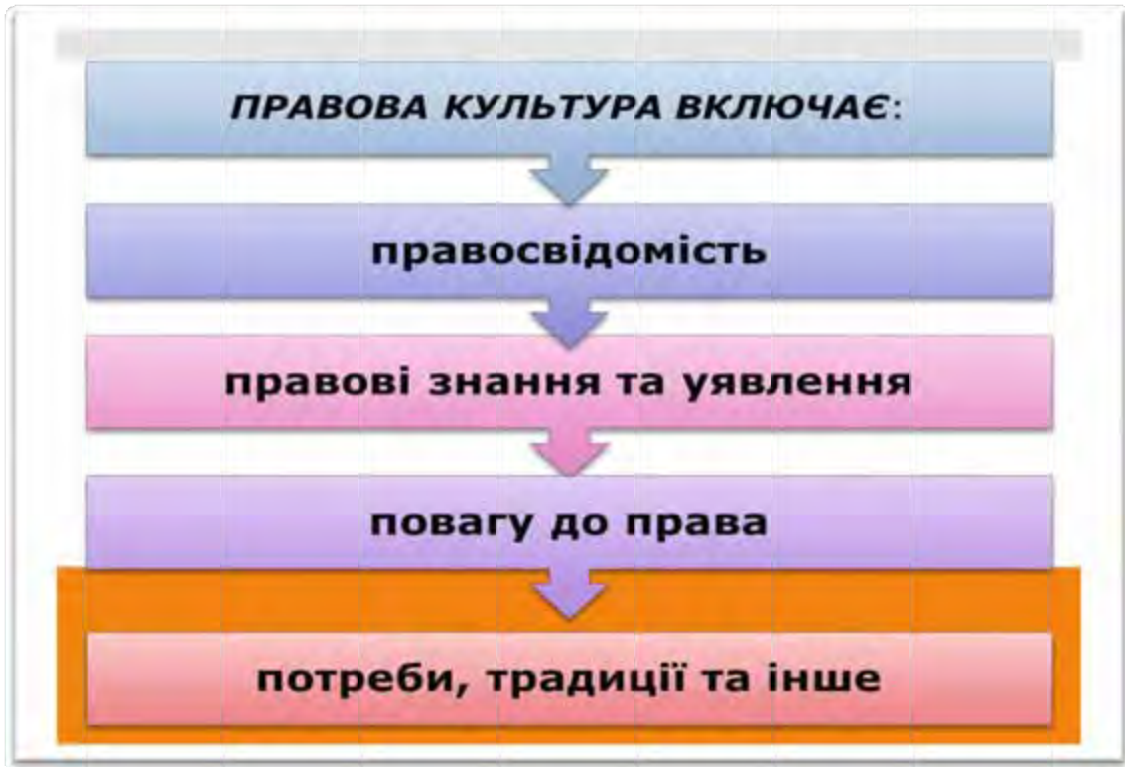 ПРАВОВА КУЛЬТУРА ВКЛЮЧАЄ:
правосвідомість
правові знання та уявлення
повагу до права
потреби, традиції та інше